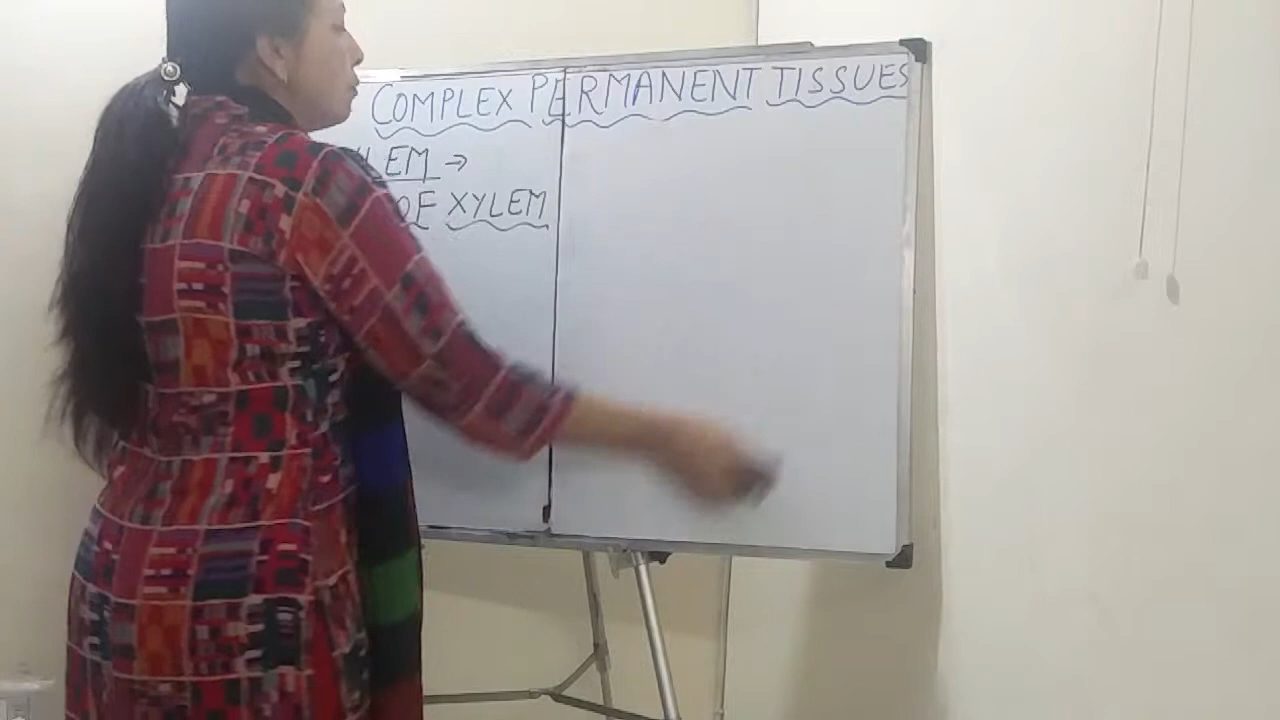 COMPLEX PERMANENT TISSUES
LEM →
OF XYLEM